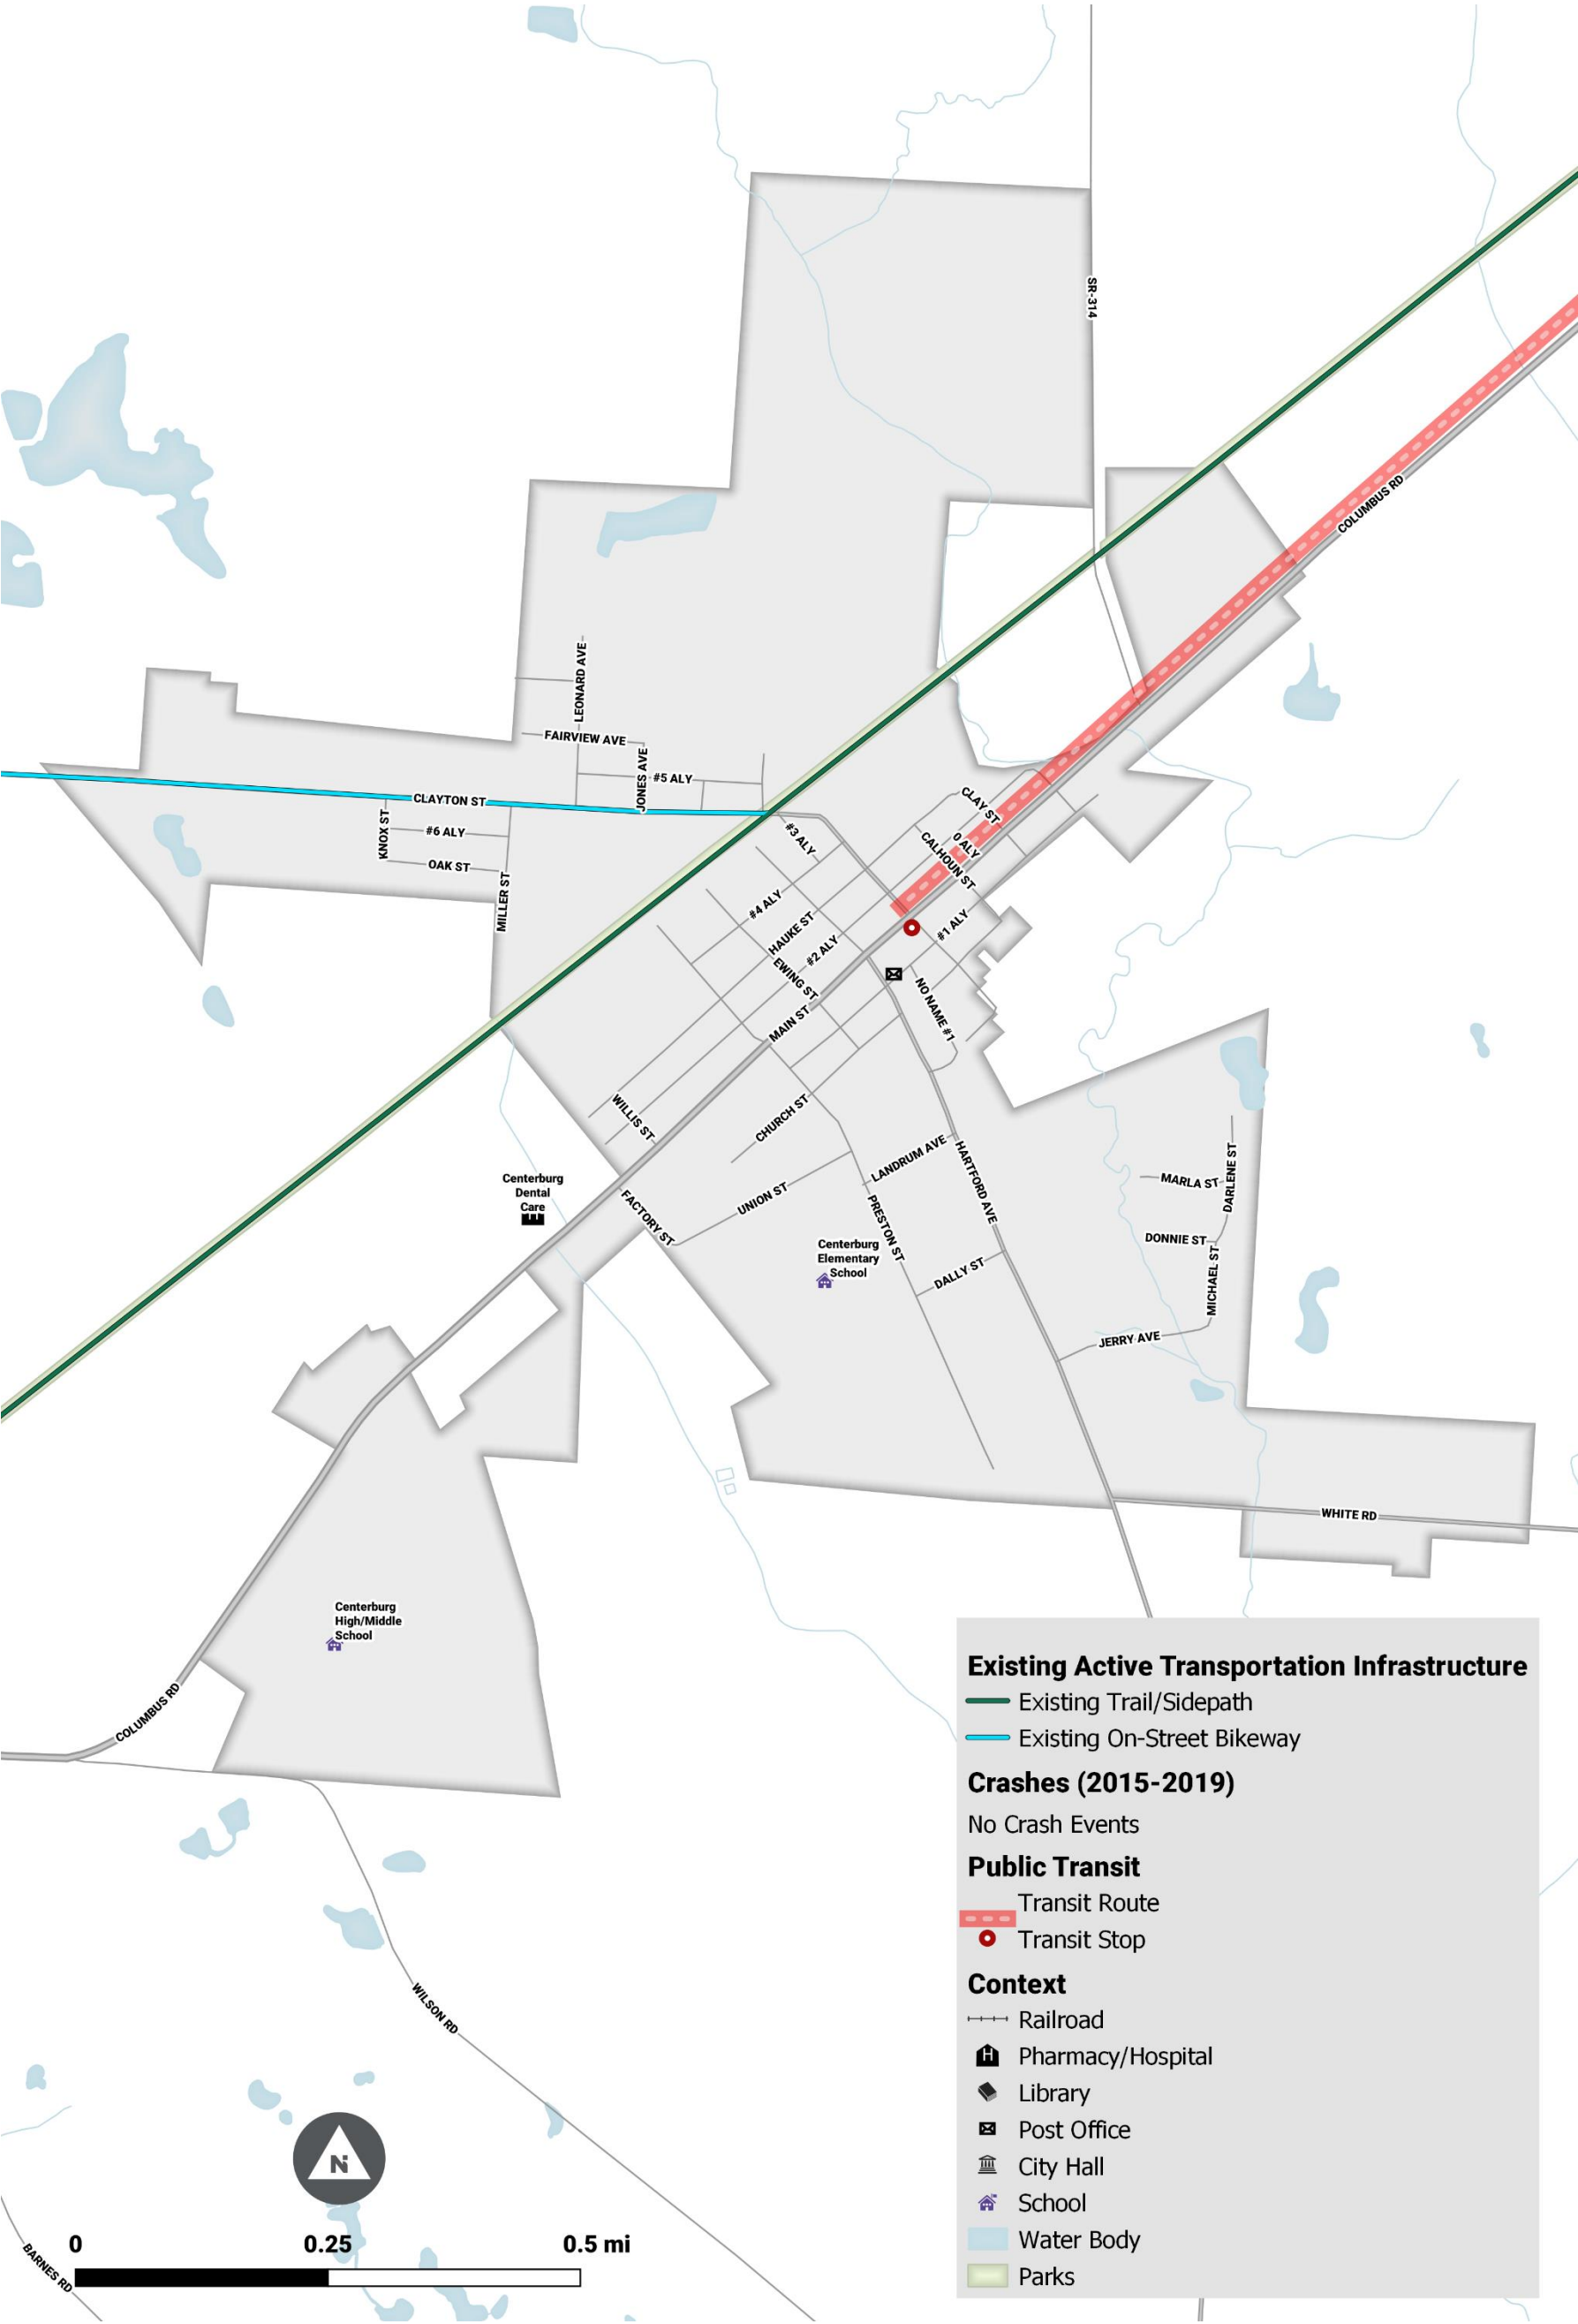 SR-314
COLUMBUS RD
LEONARD AVE
FAIRVIEW AVE
JONES AVE
#5 ALY
CLAYTON ST
KNOX ST
#6 ALY
OAK ST
MILLER ST
CLAY ST
0 ALY
CALHOUN ST
#3 ALY
#4 ALY
HAUKE ST
#2 ALY
EWING ST
#1 ALY
MAIN ST
NO NAME #1
WILLIS ST
CHURCH ST
LANDRUM AVE
HARTFORD AVE
UNION ST
PRESTON ST
FACTORY ST
Centerburg
Dental
Care
Centerburg
Elementary
School
DALLY ST
MARLA ST
DARLENE ST
DONNIE ST
MICHAEL ST
JERRY AVE
WHITE RD
Centerburg
High/Middle
School
COLUMBUS RD
WILSON RD
BARNES RD
N
0 0.25 0.5 mi
Existing Active Transportation Infrastructure
Existing Trail/Sidepath
Existing On-Street Bikeway
Crashes (2015-2019)
No Crash Events
Public Transit
Transit Route
Transit Stop
Context
Railroad
H
Pharmacy/Hospital
Library
Post Office
City Hall
School
Water Body
Parks